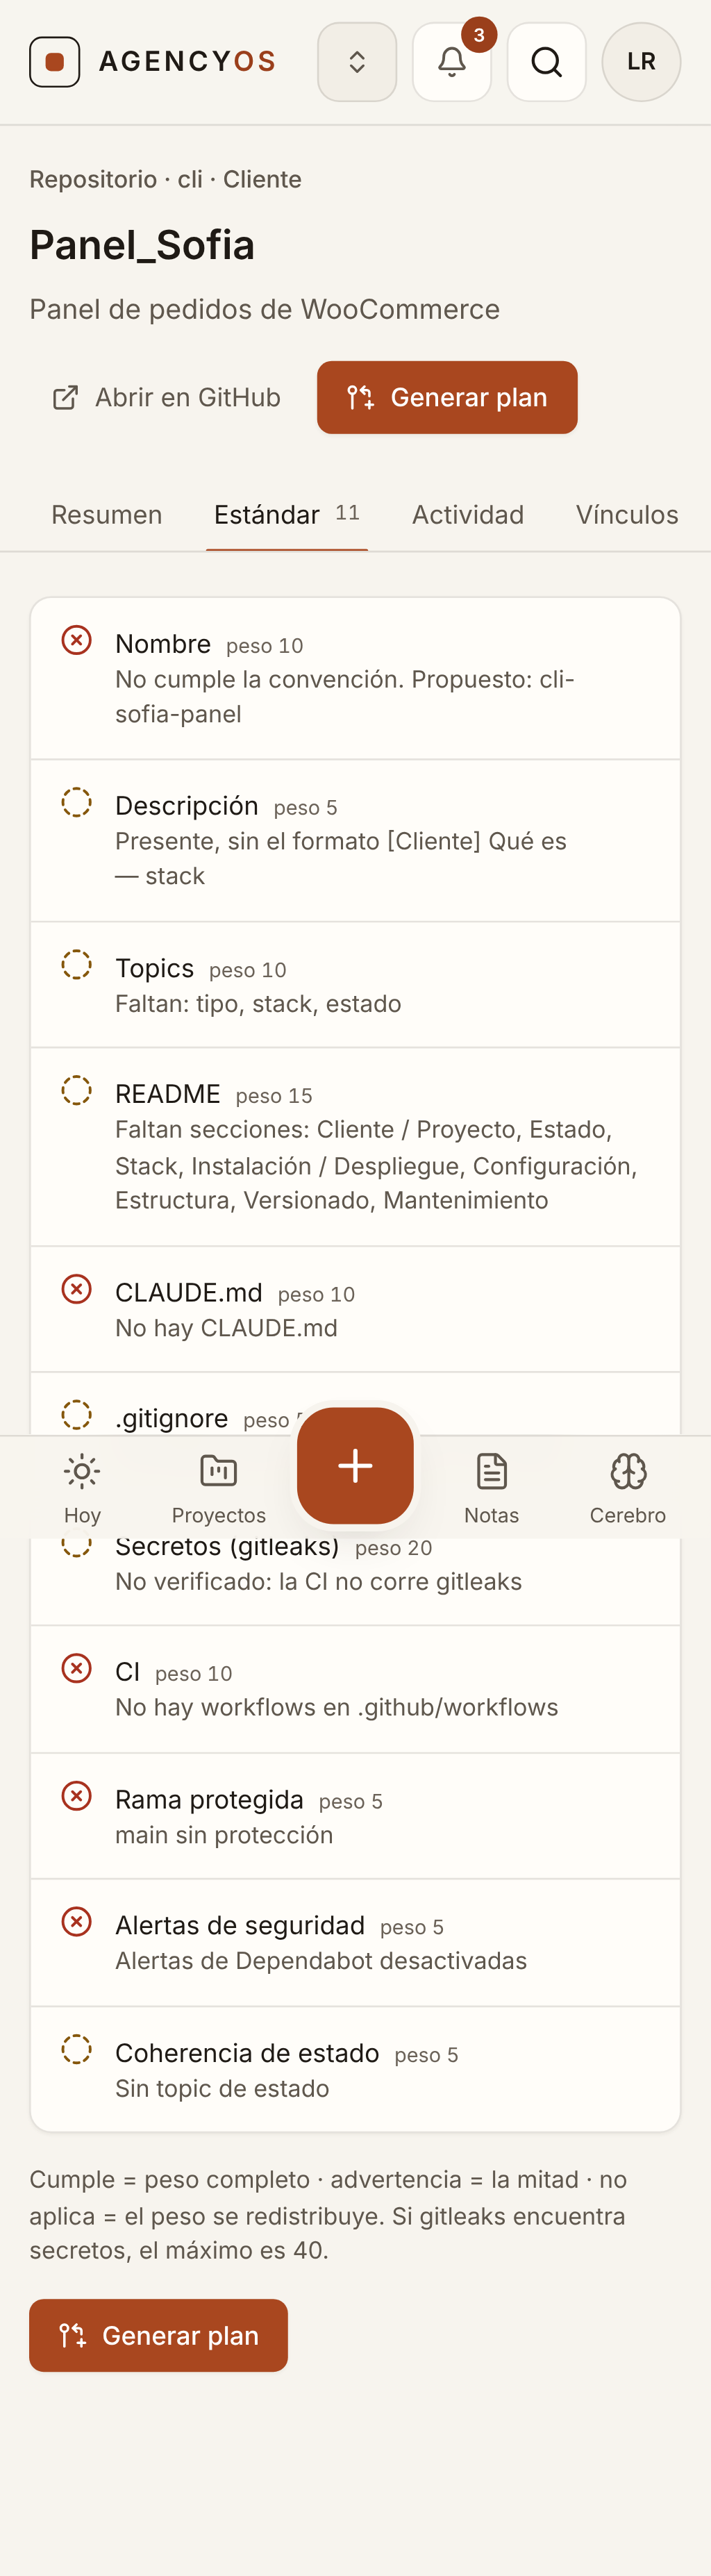 AGENCYOS
3
LR
Repositorio · cli · Cliente
Panel_Sofia
Panel de pedidos de WooCommerce
Abrir en GitHub
Generar plan
Resumen
Estándar 11
Actividad
Vínculos
Nombre peso 10
No cumple la convención. Propuesto: cli-
sofia-panel
Descripción peso 5
Presente, sin el formato [Cliente] Qué es
— stack
Topics peso 10
Faltan: tipo, stack, estado
README peso 15
Faltan secciones: Cliente / Proyecto, Estado,
Stack, Instalación / Despliegue, Configuración,
Estructura, Versionado, Mantenimiento
CLAUDE.md peso 10
No hay CLAUDE.md
.gitignore peso
Hoy
Proyectos
Notas
Cerebro
Secretos (gitleaks) peso 20
No verificado: la CI no corre gitleaks
CI peso 10
No hay workflows en .github/workflows
Rama protegida peso 5
main sin protección
Alertas de seguridad peso 5
Alertas de Dependabot desactivadas
Coherencia de estado peso 5
Sin topic de estado
Cumple = peso completo · advertencia = la mitad · no
aplica = el peso se redistribuye. Si gitleaks encuentra
secretos, el máximo es 40.
Generar plan